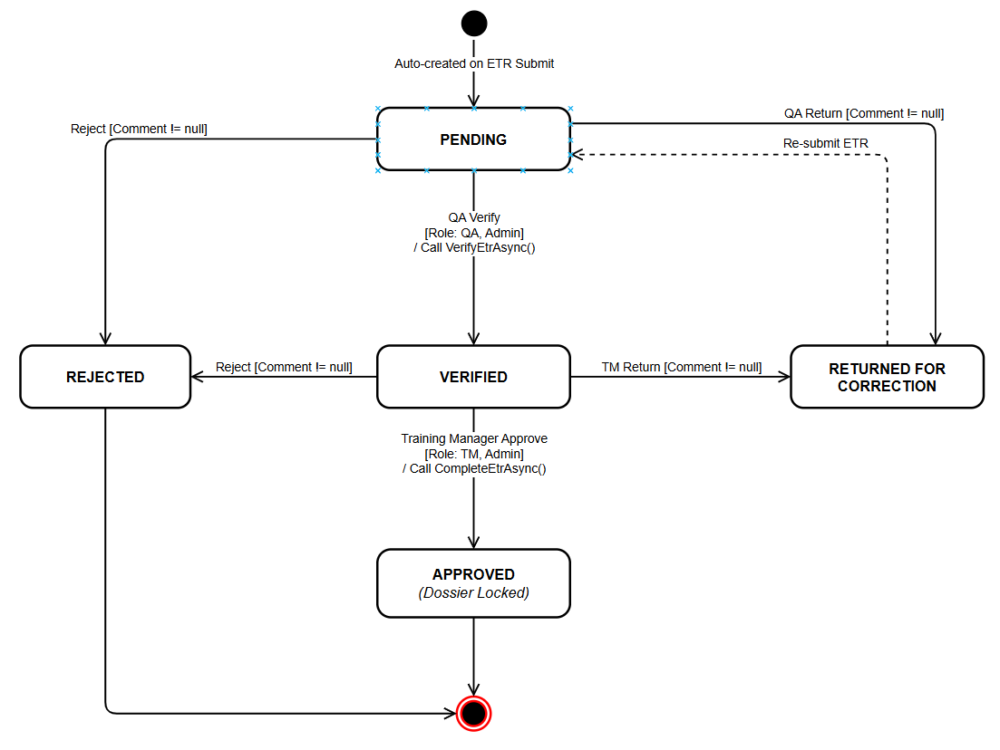 Auto-created on ETR Submit
QA Return [Comment != null]
Reject [Comment != null]
PENDING
Re-submit ETR
QA Verify
[Role: QA, Admin]
/ Call VerifyEtrAsync()
REJECTED
Reject [Comment != null]
VERIFIED
TM Return [Comment != null]
RETURNED FOR
CORRECTION
Training Manager Approve
[Role: TM, Admin]
/ Call CompleteEtrAsync()
APPROVED
(Dossier Locked)